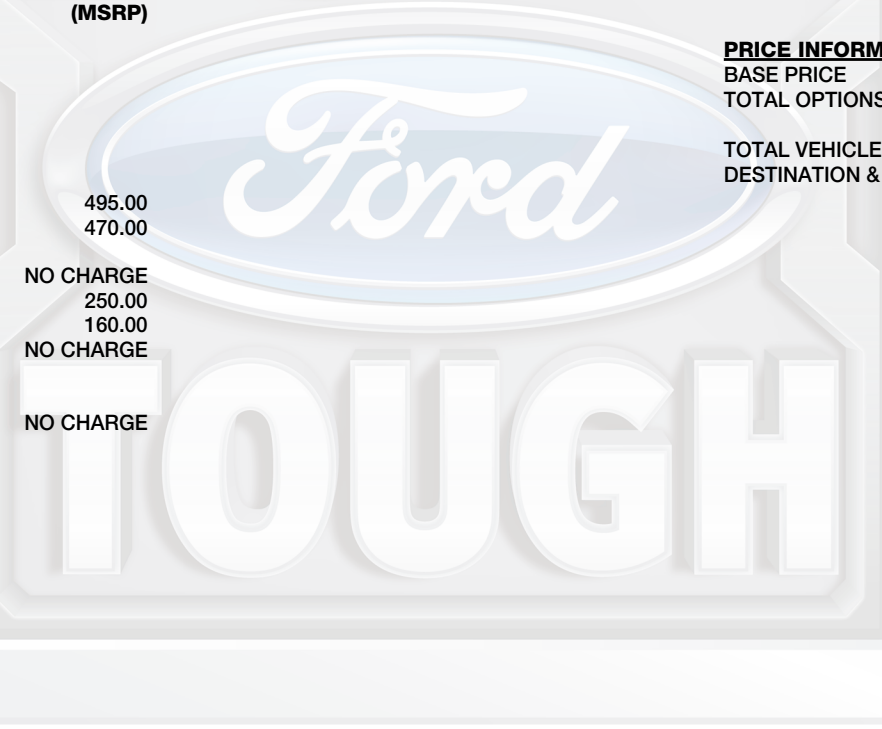 (MSRP)
495.00
470.00
NO CHARGE
250.00
160.00
NO CHARGE
NO CHARGE
PRICE INFORM
BASE PRICE
TOTAL OPTIONS
TOTAL VEHICLE
DESTINATION &
Ford
TOUGH